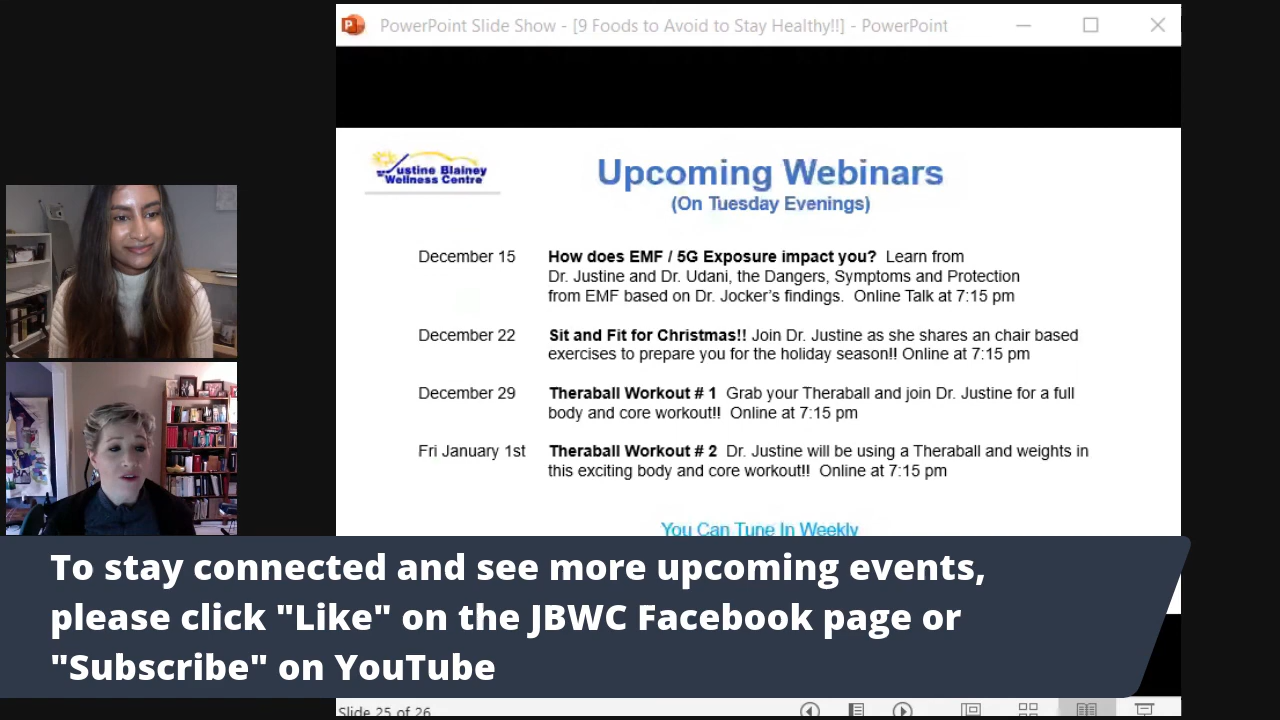 PowerPoint Slide Show - [9 Foods to Avoid to Stay Healthy!!] - PowerPoint
Justine Blainey
Wellness Centre
Upcoming Webinars
(On Tuesday Evenings)
December 15 How does EMF / 5G Exposure impact you? Learn from
Dr. Justine and Dr. Udani, the Dangers, Symptoms and Protection
from EMF based on Dr. Jocker's findings. Online Talk at 7:15 pm
December 22 Sit and Fit for Christmas!! Join Dr. Justine as she shares an chair based
exercises to prepare you for the holiday season!! Online at 7:15 pm
December 29 Theraball Workout # 1 Grab your Theraball and join Dr. Justine for a full
body and core workout!! Online at 7:15 pm
Fri January 1st Theraball Workout # 2 Dr. Justine will be using a Theraball and weights in
this exciting body and core workout!! Online at 7:15 pm
You Can Tune In Weekly
To stay connected and see more upcoming events,
please click "Like" on the JBWC Facebook page or
"Subscribe" on YouTube
Slide 25 of 26